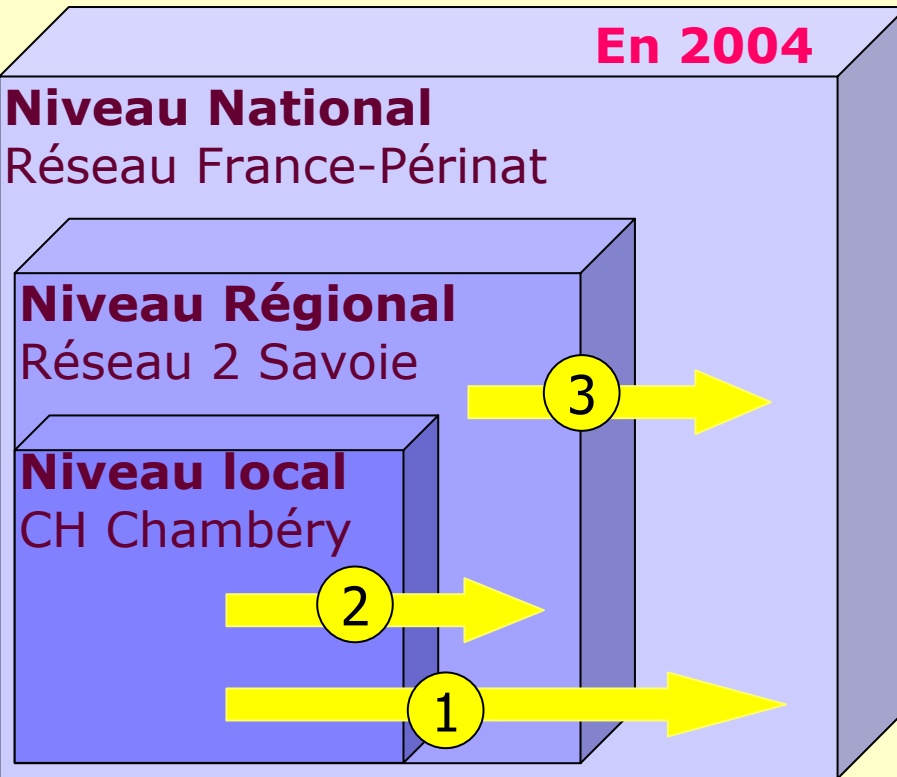 En 2004
Niveau National
Réseau France-Périnat
Niveau Régional
Réseau 2 Savoie
3
Niveau local
CH Chambéry
2
1